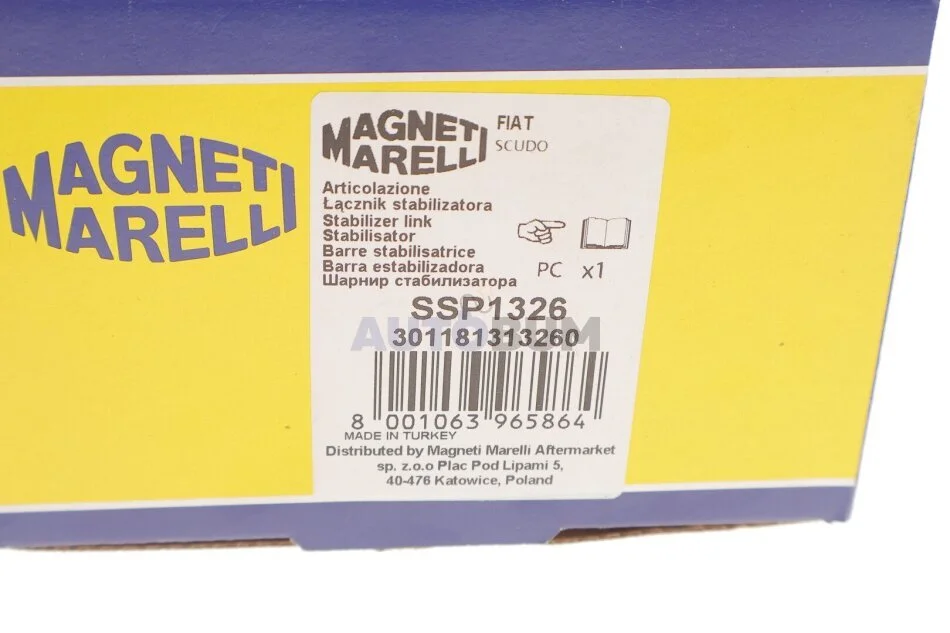 MAGNETI
MARELLI
MAGNETI
MARELLI
FIAT
SCUDO
Articolazione
Łącznik stabilizatora
Stabilizer link
Stabilisator
Barre stabilisatrice
Barra estabilizadora
Шарнир стабилизатора
PC x1
SSP1326
AUTOBUM
301181313260
8 001063 965864
MADE IN TURKEY
Distributed by Magneti Marelli Aftermarket
sp. z.o.o Plac Pod Lipami 5,
40-476 Katowice, Poland